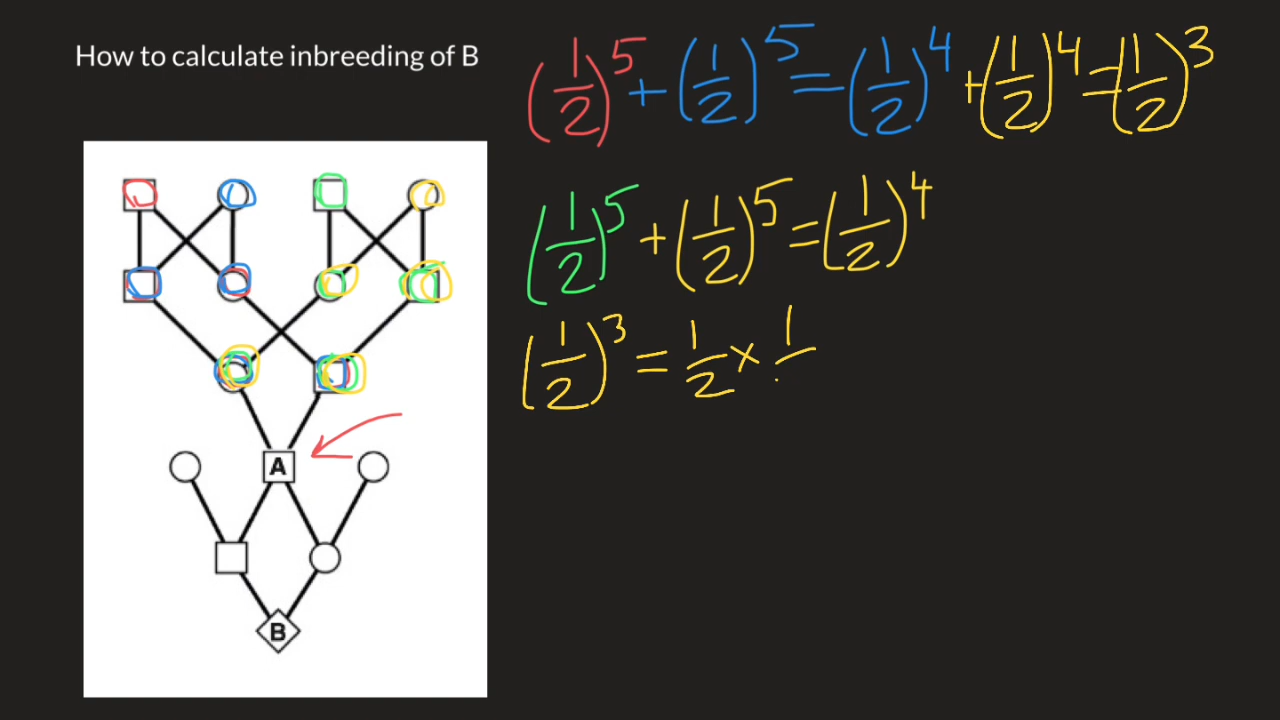 How to calculate inbreeding of B
(1/2)^5 + (1/2)^5 = (1/2)^4 + (1/2)^4 = (1/2)^3
(1/2)^5 + (1/2)^5 = (1/2)^4
(1/2)^3 = 1/2 × 1/
A
B